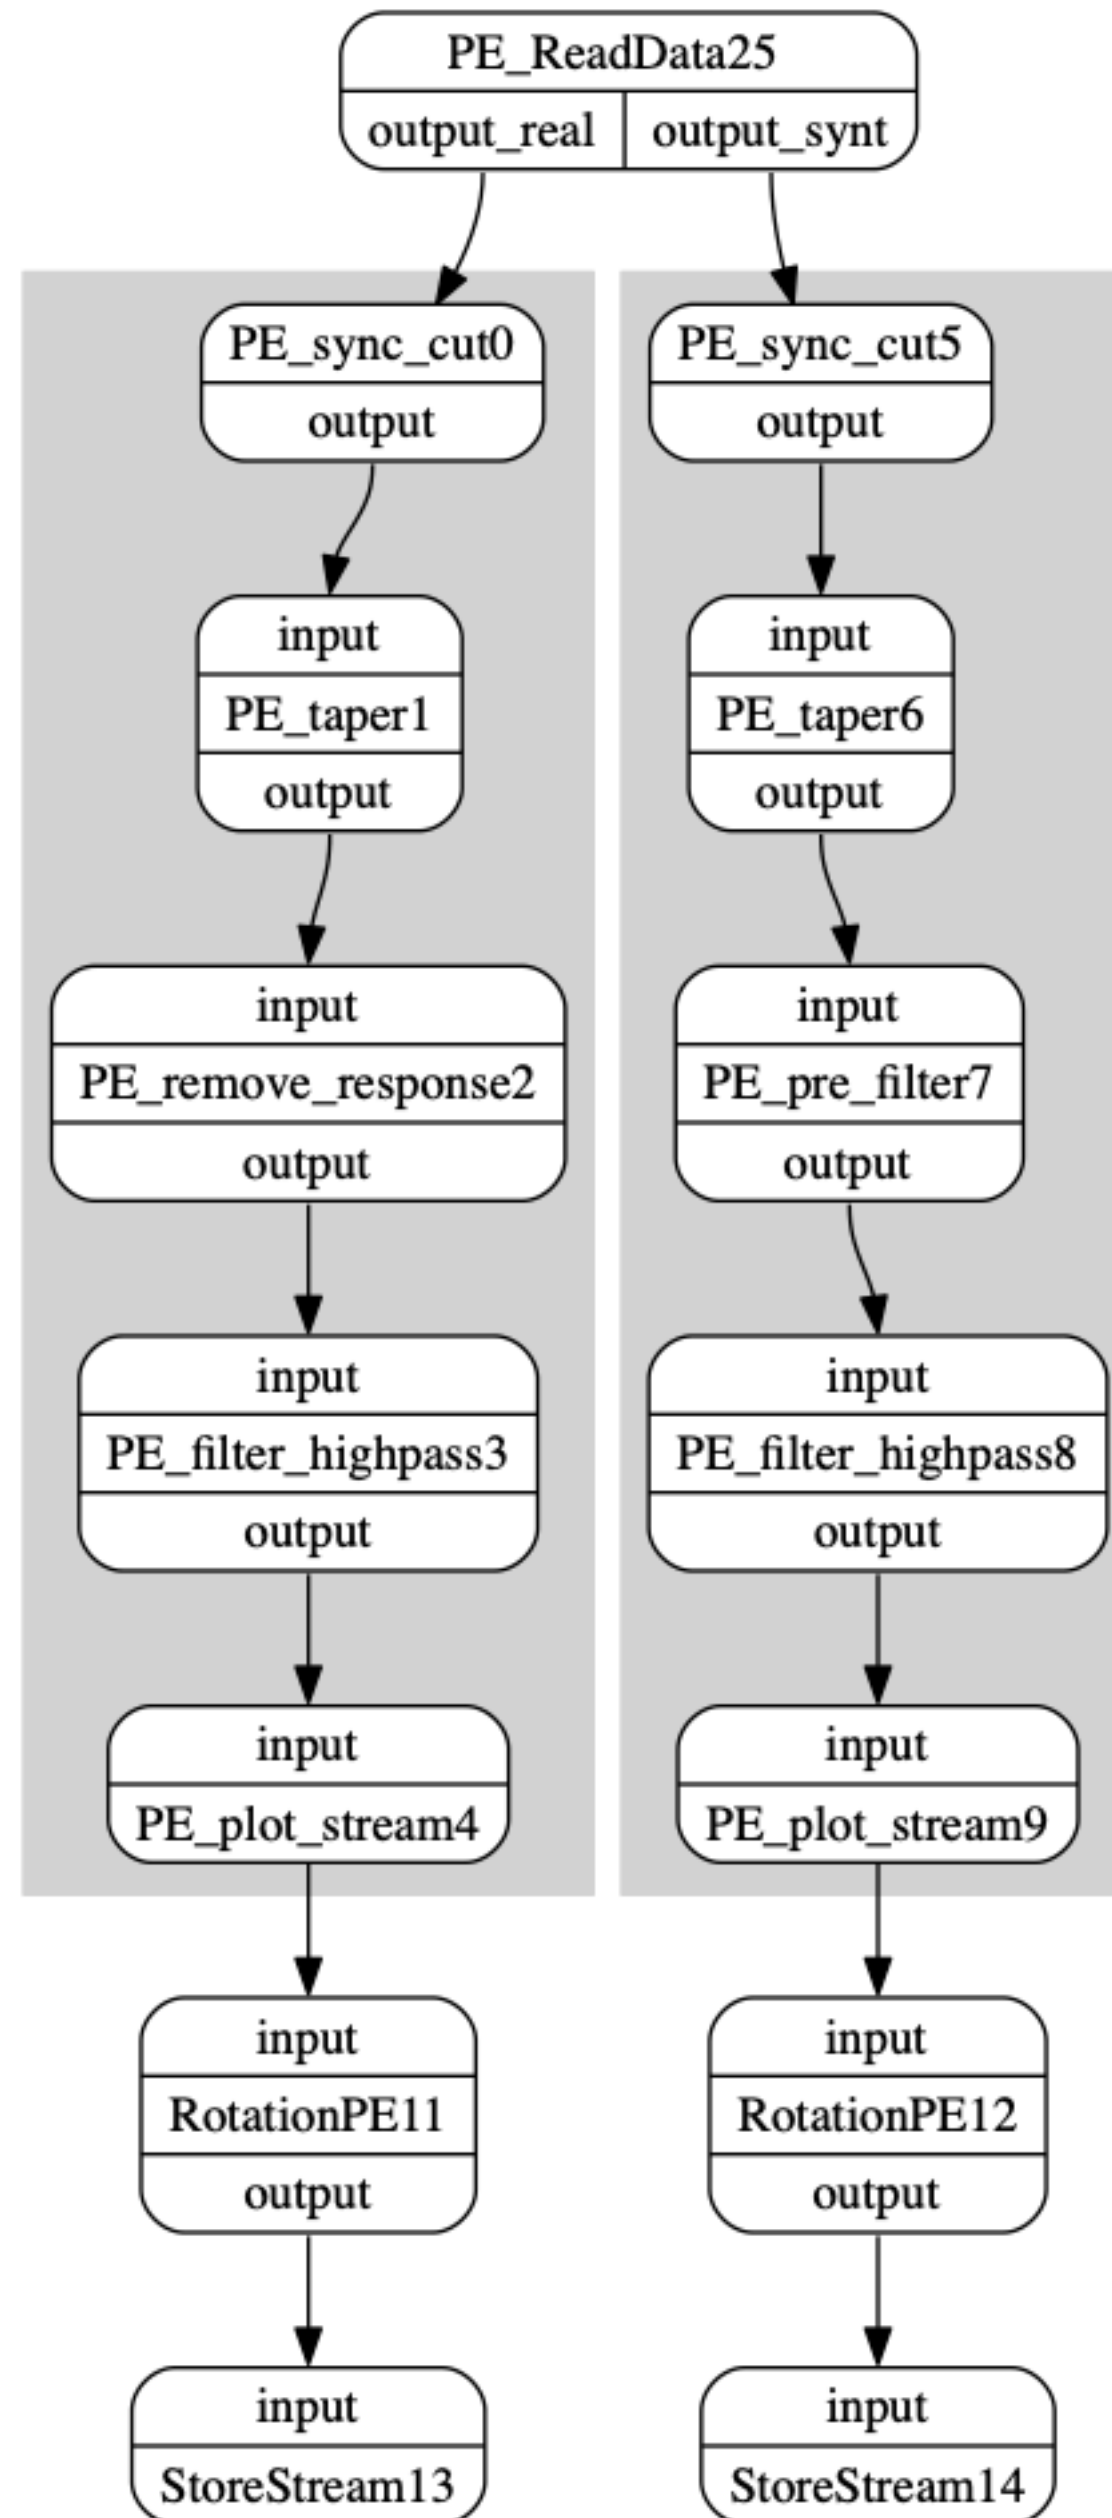 PE_ReadData25
output_real
output_synt
PE_sync_cut0
output
PE_sync_cut5
output
input
PE_taper1
output
input
PE_taper6
output
input
PE_remove_response2
output
input
PE_pre_filter7
output
input
PE_filter_highpass3
output
input
PE_filter_highpass8
output
input
PE_plot_stream4
input
PE_plot_stream9
input
RotationPE11
output
input
RotationPE12
output
input
StoreStream13
input
StoreStream14